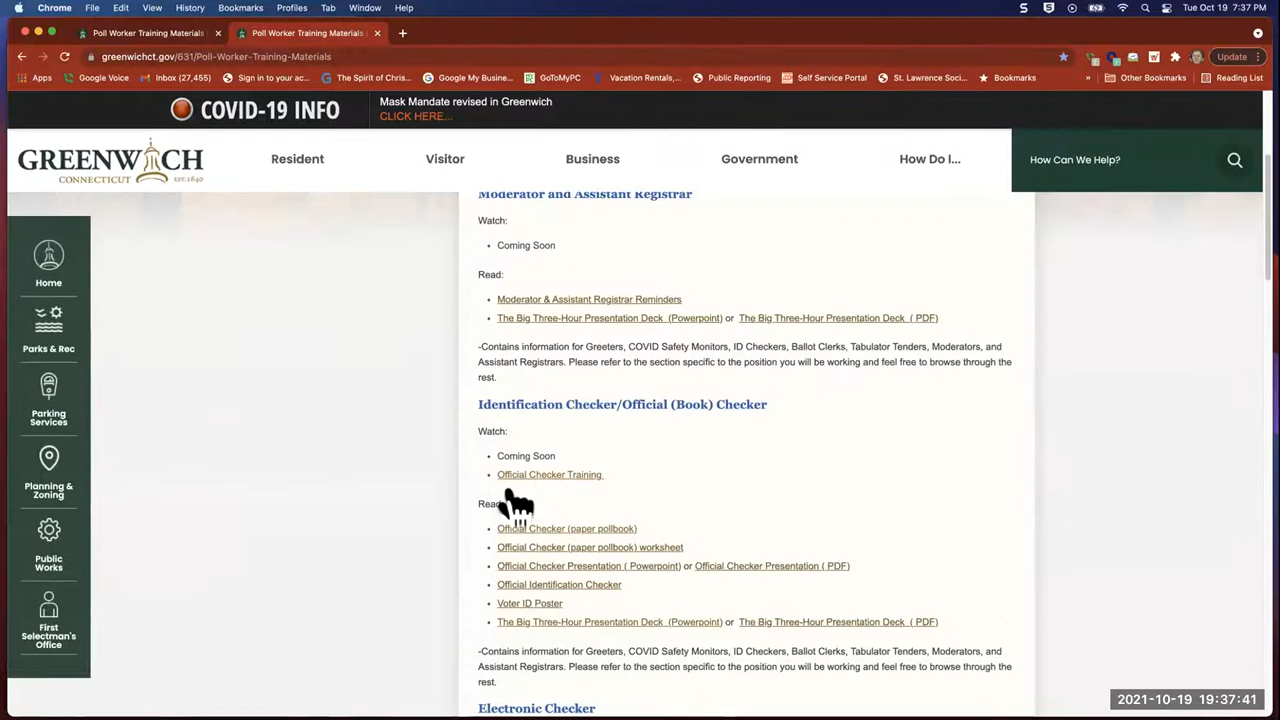 Chrome File Edit View History Bookmarks Profiles Tab Window Help Tue Oct 19 7:37 PM
Poll Worker Training Materials × Poll Worker Training Materials × +
greenwichct.gov/631/Poll-Worker-Training-Materials Update
Apps Google Voice Inbox (27,455) Sign in to your ac... The Spirit of Chris... Google My Busine... GoToMyPC Vacation Rentals,... Public Reporting Self Service Portal St. Lawrence Soci... Bookmarks » Other Bookmarks Reading List
COVID-19 INFO
Mask Mandate revised in Greenwich
CLICK HERE...
GREENWICH
CONNECTICUT EST. 1640
Resident Visitor Business Government How Do I... How Can We Help?
Home
Parks & Rec
Parking
Services
Planning &
Zoning
Public
Works
First
Selectman's
Office
Moderator and Assistant Registrar
Watch:
• Coming Soon
Read:
• Moderator & Assistant Registrar Reminders
• The Big Three-Hour Presentation Deck (Powerpoint) or The Big Three-Hour Presentation Deck ( PDF)
-Contains information for Greeters, COVID Safety Monitors, ID Checkers, Ballot Clerks, Tabulator Tenders, Moderators, and
Assistant Registrars. Please refer to the section specific to the position you will be working and feel free to browse through the
rest.
Identification Checker/Official (Book) Checker
Watch:
• Coming Soon
• Official Checker Training
Read
• Official Checker (paper pollbook)
• Official Checker (paper pollbook) worksheet
• Official Checker Presentation ( Powerpoint) or Official Checker Presentation ( PDF)
• Official Identification Checker
• Voter ID Poster
• The Big Three-Hour Presentation Deck (Powerpoint) or The Big Three-Hour Presentation Deck ( PDF)
-Contains information for Greeters, COVID Safety Monitors, ID Checkers, Ballot Clerks, Tabulator Tenders, Moderators, and
Assistant Registrars. Please refer to the section specific to the position you will be working and feel free to browse through the
rest.
Electronic Checker
2021-10-19 19:37:41